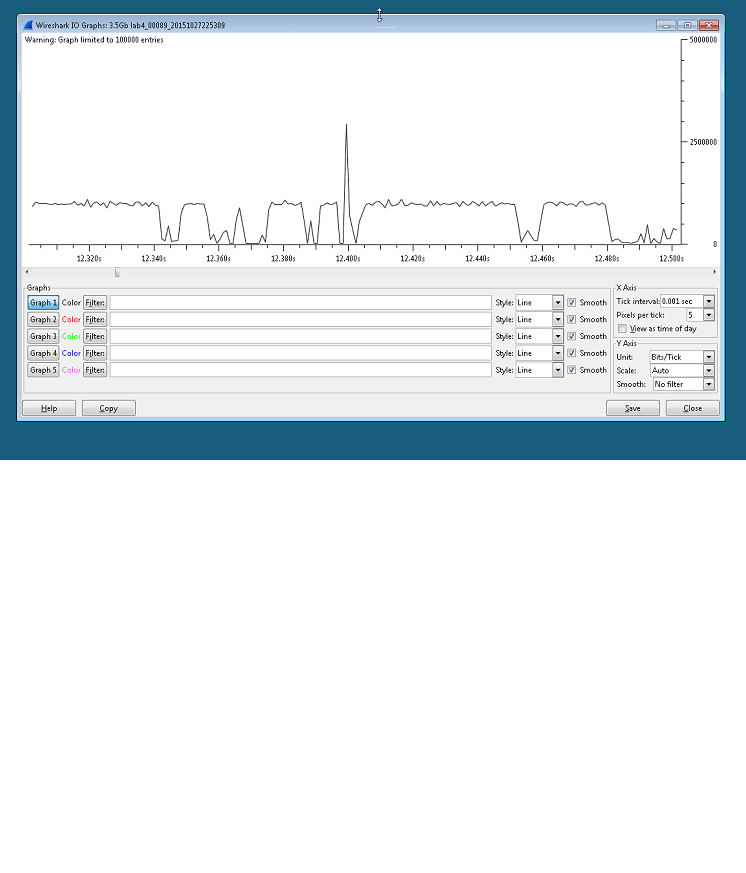 Wireshark IO Graphs: 3.5Gb lab4_00089_20151027225309
Warning: Graph limited to 100000 entries
5000000
2500000
0
12.320s 12.340s 12.360s 12.380s 12.400s 12.420s 12.440s 12.460s 12.480s 12.500s
Graphs
Graph 1 Color Filter: Style: Line Smooth
Graph 2 Color Filter: Style: Line Smooth
Graph 3 Color Filter: Style: Line Smooth
Graph 4 Color Filter: Style: Line Smooth
Graph 5 Color Filter: Style: Line Smooth
X Axis
Tick interval: 0.001 sec
Pixels per tick: 5
View as time of day
Y Axis
Unit: Bits/Tick
Scale: Auto
Smooth: No filter
Help Copy Save Close